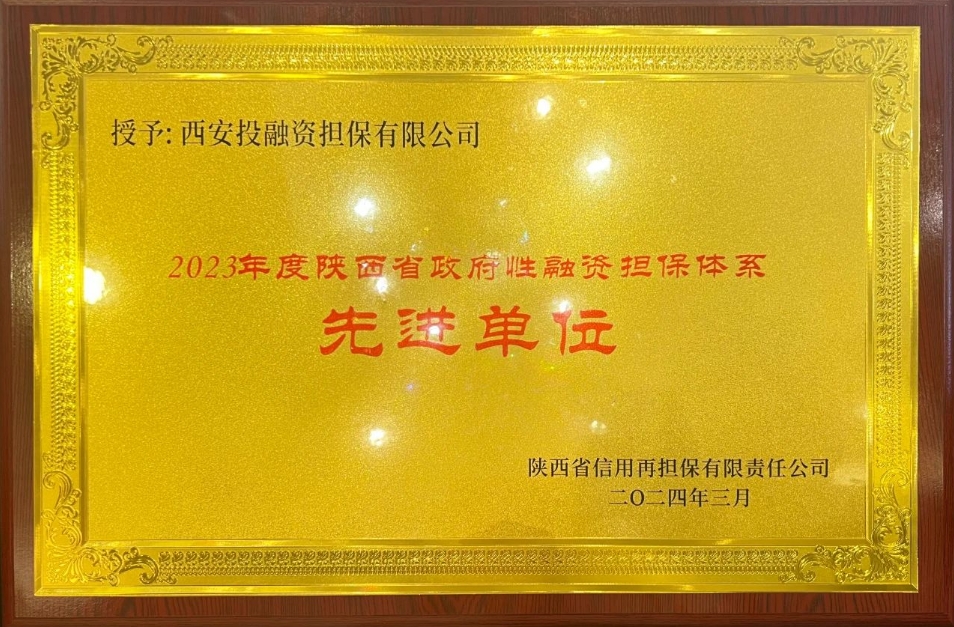 授予: 西安投融资担保有限公司
2023年度陕西省政府性融资担保体系
先进单位
陕西省信用再担保有限责任公司
二〇二四年三月